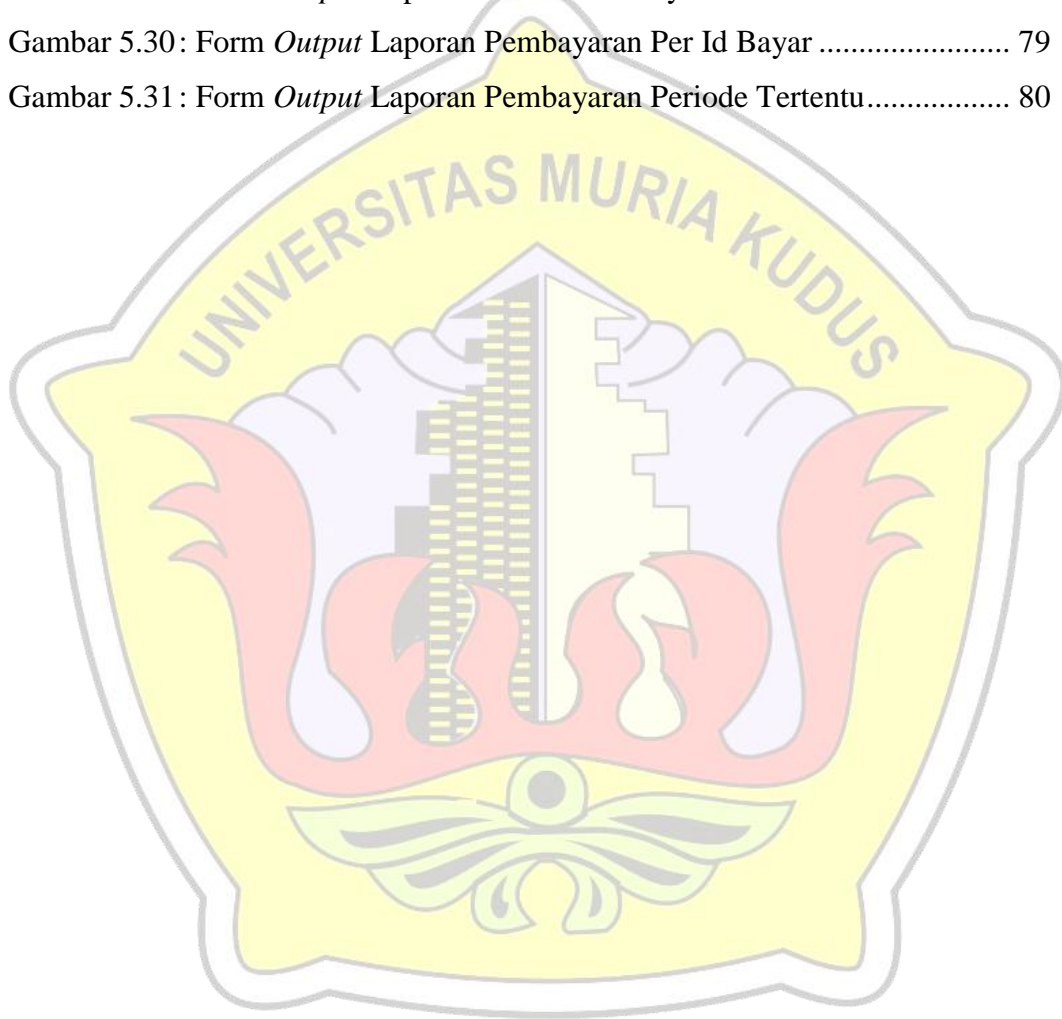 Gambar 5.30 : Form Output Laporan Pembayaran Per Id Bayar ........................ 79
Gambar 5.31 : Form Output Laporan Pembayaran Periode Tertentu.................. 80
UNIVERSITAS MURIA KUDUS